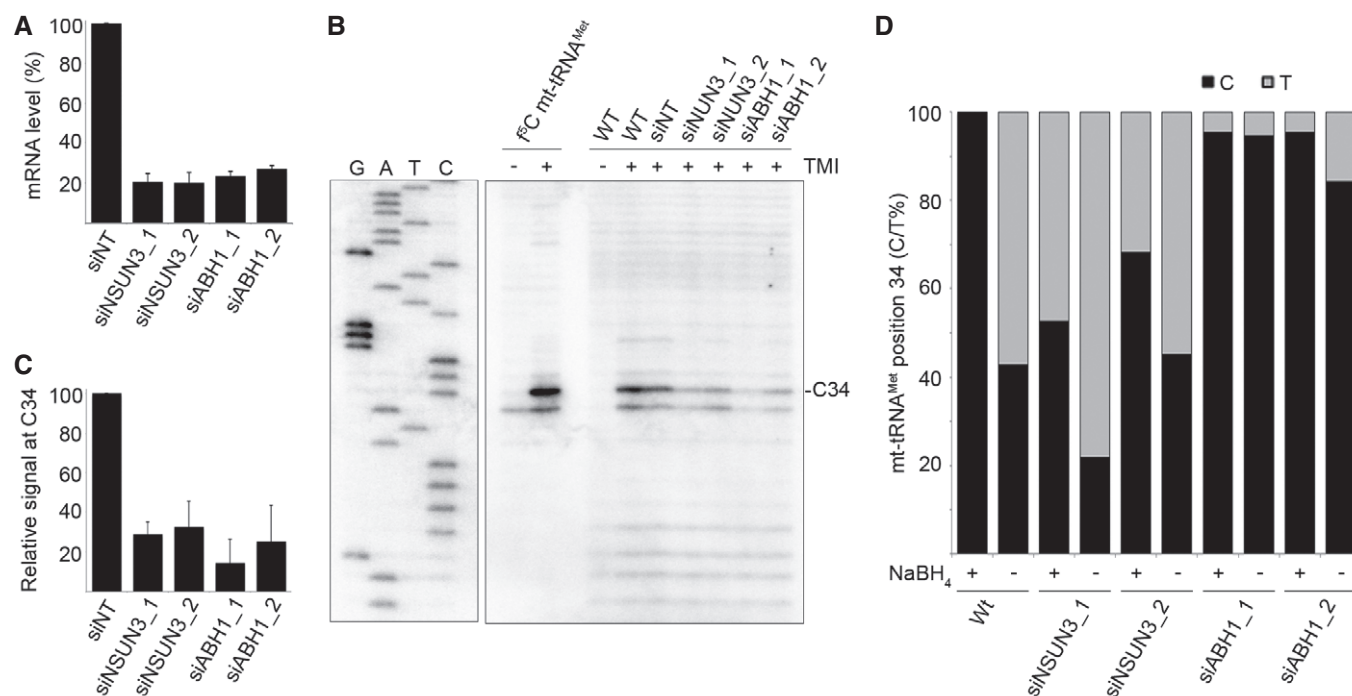 A
mRNA level (%)
100
80
60
40
20
siNT
siNSUN3_1
siNSUN3_2
siABH1_1
siABH1_2
B
f⁵C mt-tRNAᴹᵉᵗ
WT
WT
siNT
siNUN3_1
siNUN3_2
siABH1_1
siABH1_2
- + - + + + + + + TMI
G A T C
-C34
C
Relative signal at C34
100
80
60
40
20
siNT
siNSUN3_1
siNSUN3_2
siABH1_1
siABH1_2
D
C T
mt-tRNAᴹᵉᵗ position 34 (C/T%)
100
80
60
40
20
NaBH₄ + - + - + - + - + -
Wt
siNSUN3_1
siNSUN3_2
siABH1_1
siABH1_2